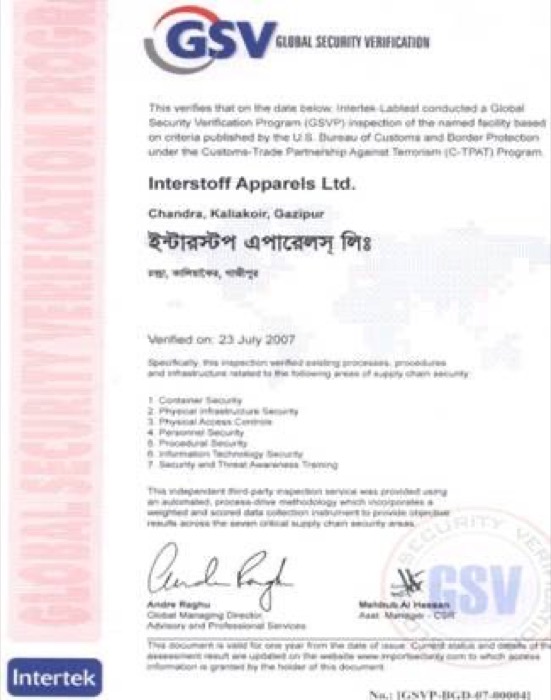 GSV GLOBAL SECURITY VERIFICATION
This verifies that on the date below, Intertek Labtest conducted a Global
Security Verification Program (GSVP) inspection of the named facility based
on criteria published by the U.S. Bureau of Customs and Border Protection
under the Customs-Trade Partnership Against Terrorism (C-TPAT) Program.
Interstoff Apparels Ltd.
Chandra, Kaliakoir, Gazipur
ইন্টারস্টপ এপারেলস্ লিঃ
চন্দ্রা, কালিয়াকৈর, গাজীপুর
Verified on: 23 July 2007
Specifically, this inspection verified existing processes, procedures
and infrastructure related to the following areas of supply chain security:
1 Container Security
2 Physical Infrastructure Security
3 Physical Access Controls
4 Personnel Security
5 Procedural Security
6 Information Technology Security
7 Security and Threat Awareness Training
This independent third-party inspection service was provided using
an automated, process-drive methodology which incorporates a
weighted and scored data collection instrument to provide objective
results across the seven critical supply chain security areas.
Andre Raghu
Global Managing Director
Advisory and Professional Services
Mahbub Al Hassan
Asst. Manager - CSR
GSV
This document is valid for one year from the date of issue. Current status and details of the
assessment result are updated on the website www.importsecurity.com to which access
information is granted by the holder of this document.
Intertek
No.: [GSVP-BGD-07-00004]
GLOBAL SECURITY VERIFICATION PROGR